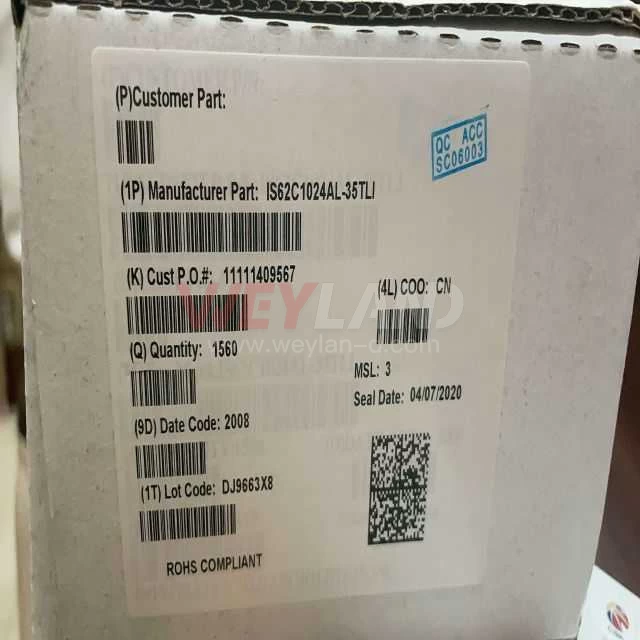 (P)Customer Part:
QC ACC
SC06003
(1P) Manufacturer Part: IS62C1024AL-35TLI
(K) Cust P.O.#: 11111409567
(4L) COO: CN
WEYLAND
www.weylan-d.com
(Q) Quantity: 1560
MSL: 3
Seal Date: 04/07/2020
(9D) Date Code: 2008
(1T) Lot Code: DJ9663X8
ROHS COMPLIANT